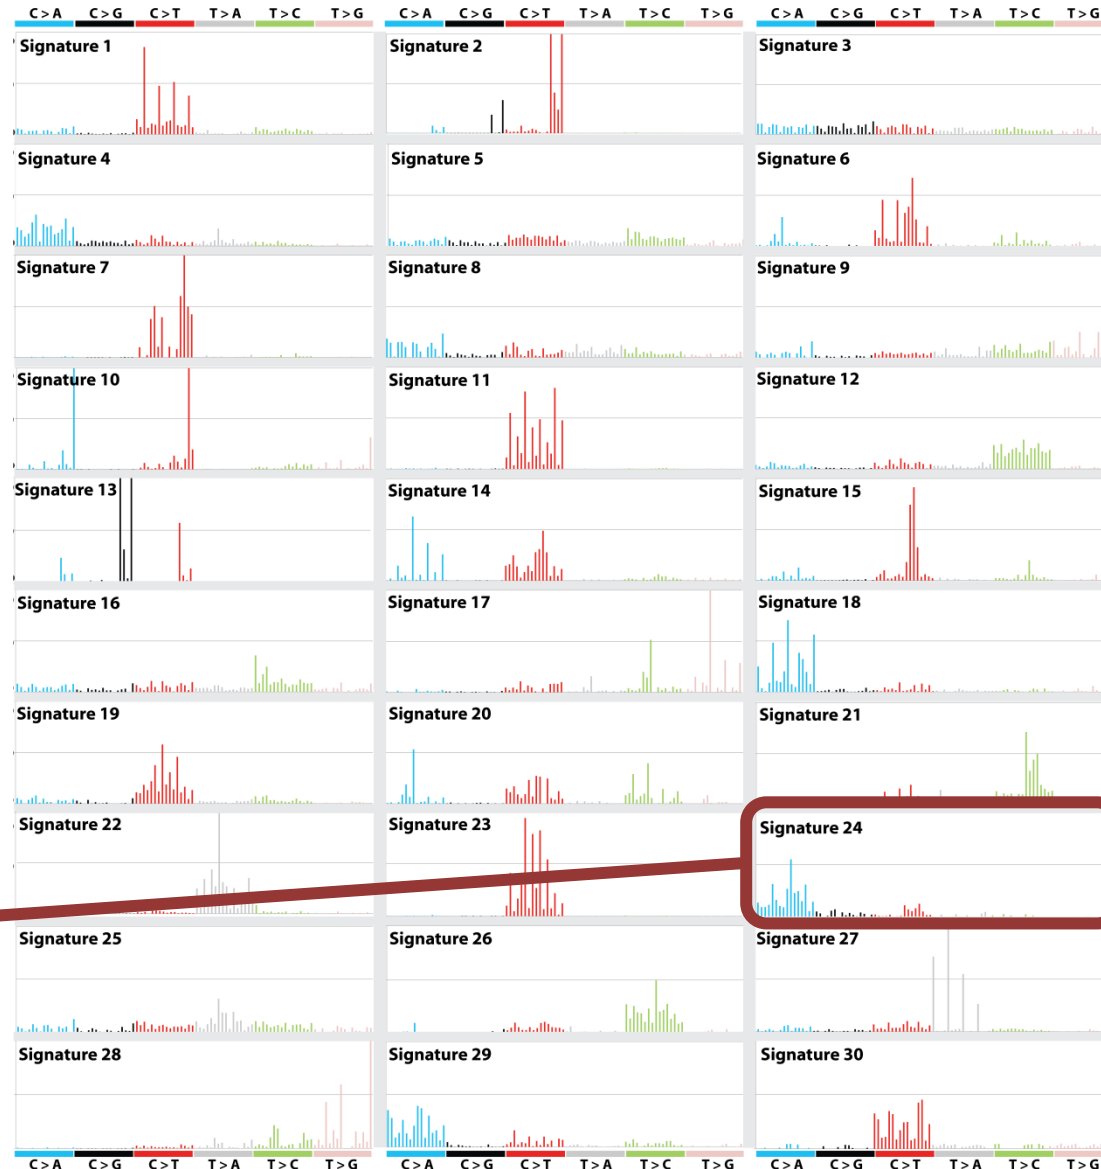 C > A C > G C > T T > A T > C T > G C > A C > G C > T T > A T > C T > G C > A C > G C > T T > A T > C T > G
Signature 1 Signature 2 Signature 3
Signature 4 Signature 5 Signature 6
Signature 7 Signature 8 Signature 9
Signature 10 Signature 11 Signature 12
Signature 13 Signature 14 Signature 15
Signature 16 Signature 17 Signature 18
Signature 19 Signature 20 Signature 21
Signature 22 Signature 23 Signature 24
Signature 25 Signature 26 Signature 27
Signature 28 Signature 29 Signature 30
C > A C > G C > T T > A T > C T > G C > A C > G C > T T > A T > C T > G C > A C > G C > T T > A T > C T > G